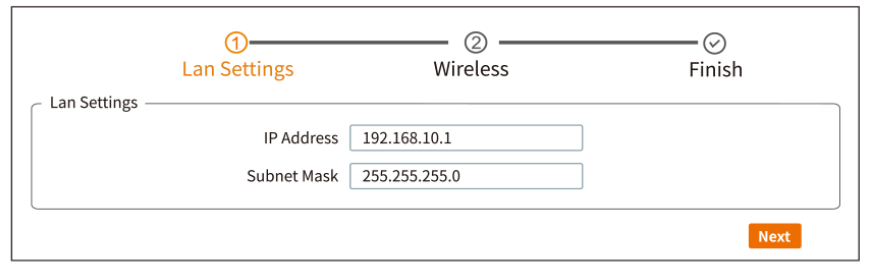 1 2
Lan Settings Wireless Finish
Lan Settings
IP Address 192.168.10.1
Subnet Mask 255.255.255.0
Next